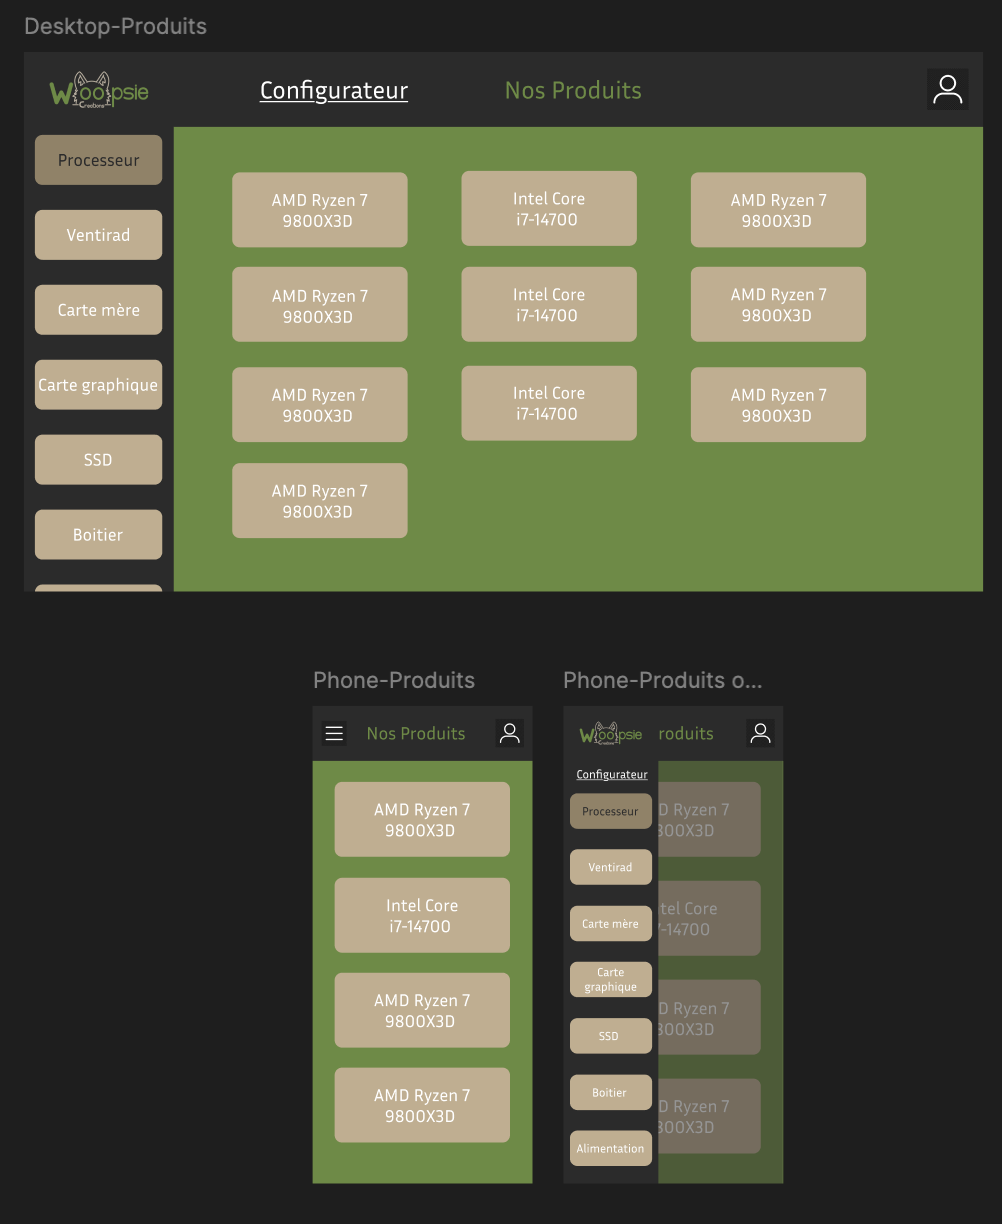 Desktop-Produits
Woopsie
Creations
Configurateur
Nos Produits
Processeur
Ventirad
Carte mère
Carte graphique
SSD
Boitier
AMD Ryzen 7
9800X3D
Intel Core
i7-14700
AMD Ryzen 7
9800X3D
AMD Ryzen 7
9800X3D
Intel Core
i7-14700
AMD Ryzen 7
9800X3D
AMD Ryzen 7
9800X3D
Intel Core
i7-14700
AMD Ryzen 7
9800X3D
AMD Ryzen 7
9800X3D
Phone-Produits
Nos Produits
AMD Ryzen 7
9800X3D
Intel Core
i7-14700
AMD Ryzen 7
9800X3D
AMD Ryzen 7
9800X3D
Phone-Produits o...
Woopsie
Creations
roduits
Configurateur
Processeur
Ventirad
Carte mère
Carte
graphique
SSD
Boitier
Alimentation
D Ryzen 7
800X3D
tel Core
7-14700
D Ryzen 7
800X3D
D Ryzen 7
800X3D